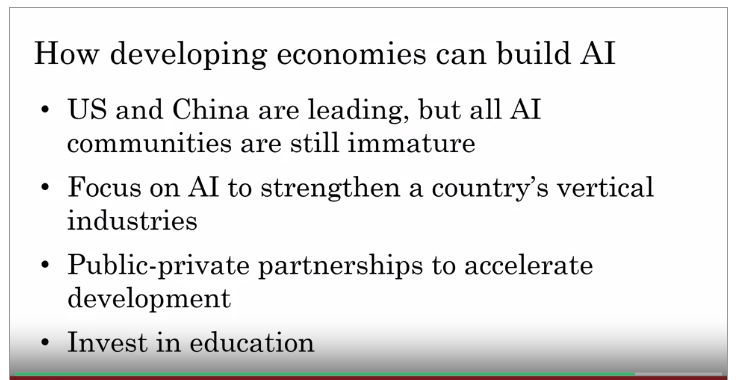 How developing economies can build AI
• US and China are leading, but all AI
communities are still immature
• Focus on AI to strengthen a country’s vertical
industries
• Public-private partnerships to accelerate
development
• Invest in education